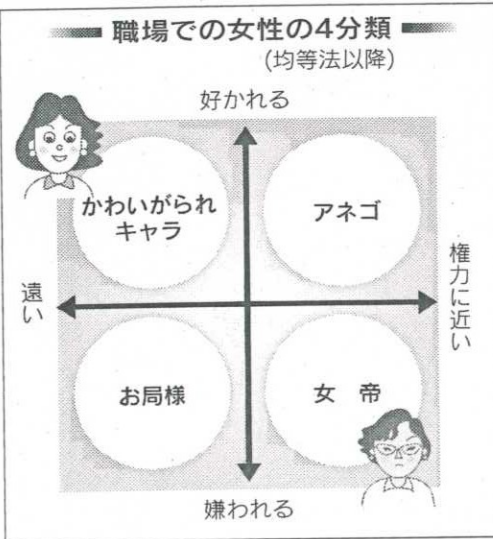 職場での女性の4分類
(均等法以降)
好かれる
かわいがられ
キャラ
アネゴ
遠い
権力に近い
お局様
女 帝
嫌われる